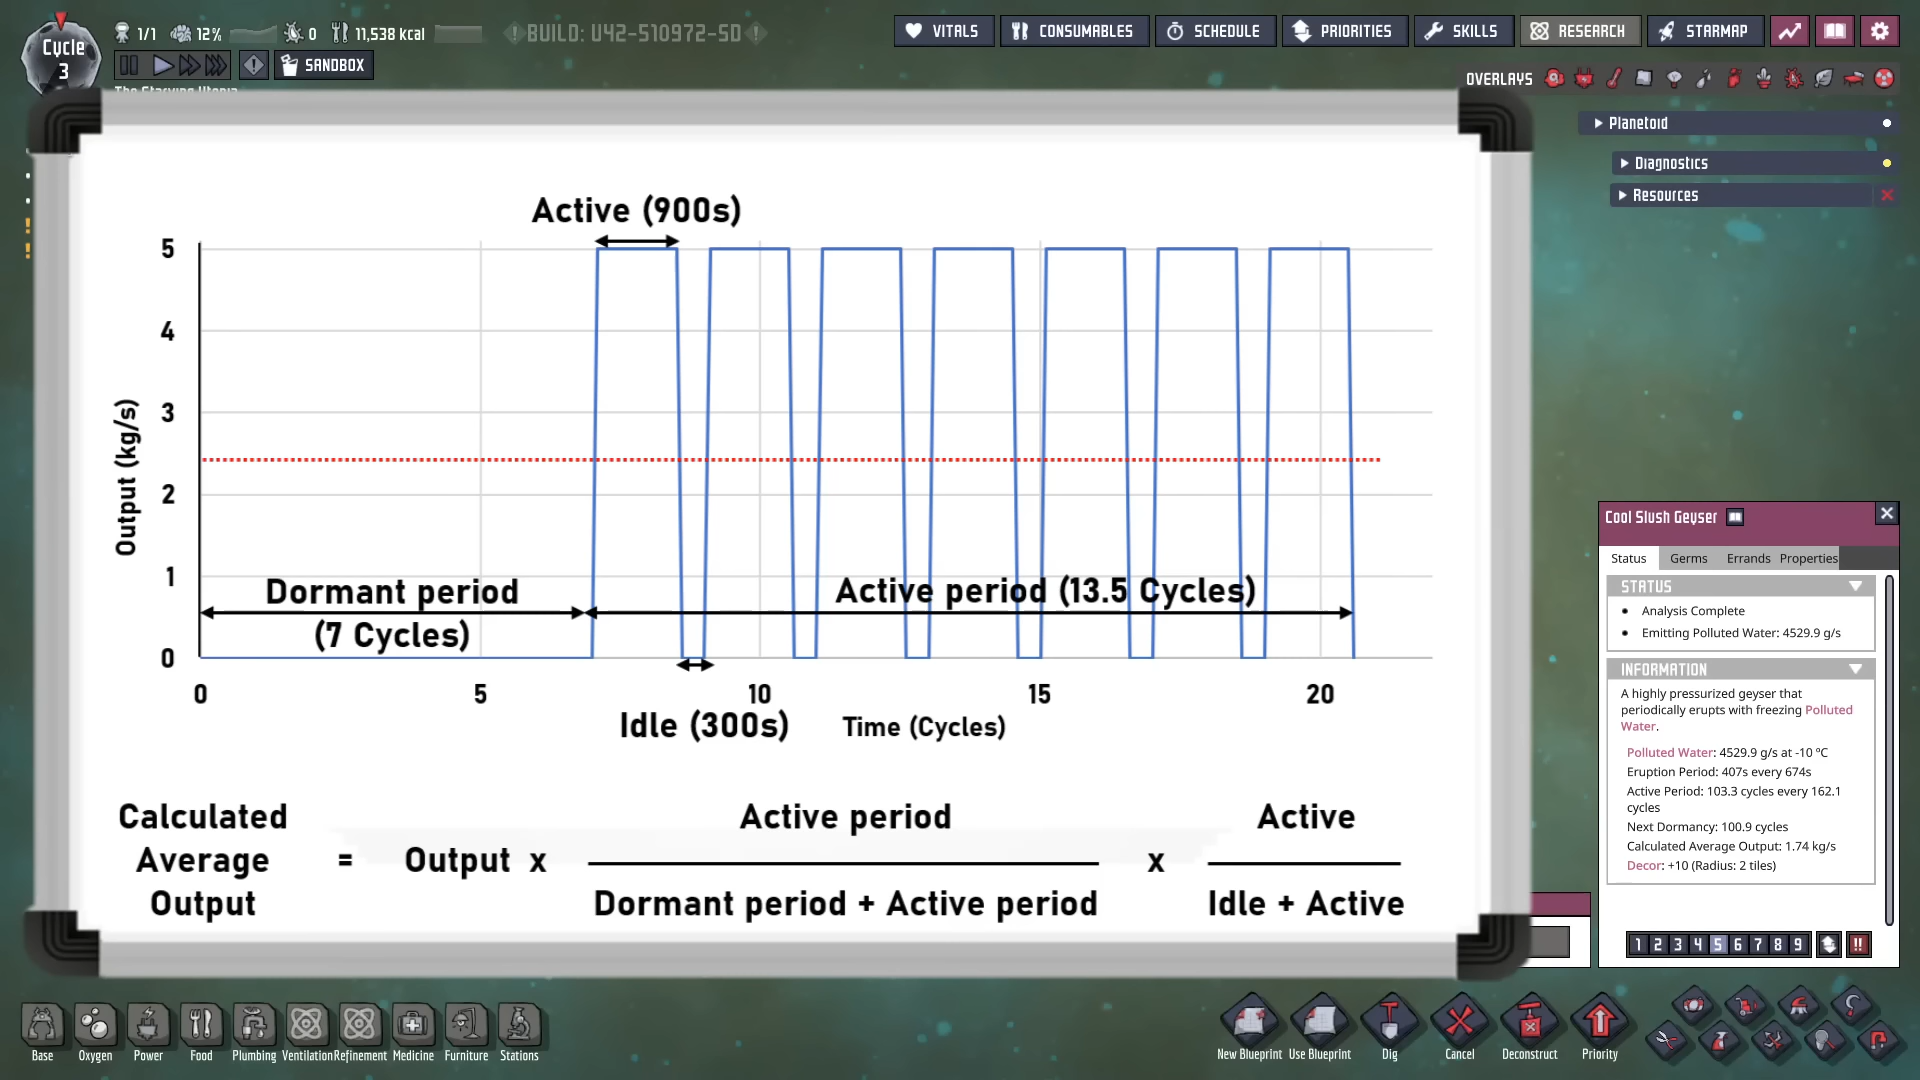 Cycle
3
1/1
12%
0
11,538 kcal
BUILD: U42-510972-SD
VITALS
CONSUMABLES
SCHEDULE
PRIORITIES
SKILLS
RESEARCH
STARMAP
SANDBOX
OVERLAYS
The Starving Utopia
Planetoid
Diagnostics
Resources
Active (900s)
5
4
3
2
1
0
Output (kg/s)
Dormant period
(7 Cycles)
Active period (13.5 Cycles)
0
5
10
15
20
Idle (300s)
Time (Cycles)
Calculated
Average
Output
=
Output x
Active period
Dormant period + Active period
x
Active
Idle + Active
Cool Slush Geyser
Status
Germs
Errands
Properties
STATUS
• Analysis Complete
• Emitting Polluted Water: 4529.9 g/s
INFORMATION
A highly pressurized geyser that
periodically erupts with freezing Polluted
Water.
Polluted Water: 4529.9 g/s at -10 °C
Eruption Period: 407s every 674s
Active Period: 103.3 cycles every 162.1
cycles
Next Dormancy: 100.9 cycles
Calculated Average Output: 1.74 kg/s
Decor: +10 (Radius: 2 tiles)
1 2 3 4 5 6 7 8 9 !!
Base
Oxygen
Power
Food
Plumbing
Ventilation
Refinement
Medicine
Furniture
Stations
New Blueprint
Use Blueprint
Dig
Cancel
Deconstruct
Priority